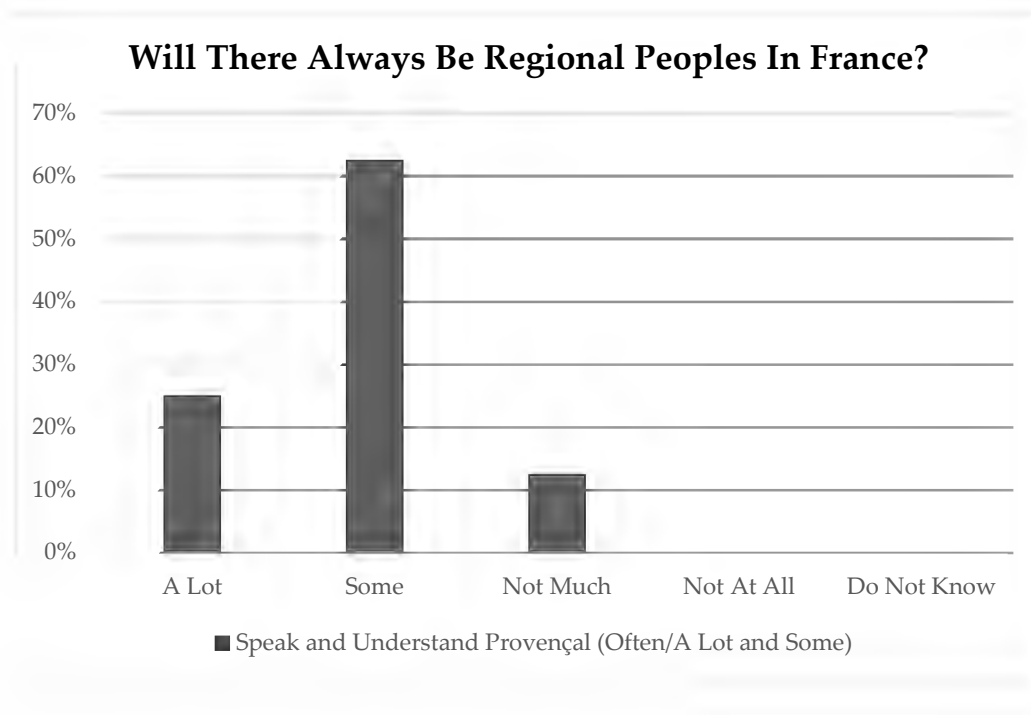 Will There Always Be Regional Peoples In France?
70%
60%
50%
40%
30%
20%
10%
0%
A Lot Some Not Much Not At All Do Not Know
Speak and Understand Provençal (Often/A Lot and Some)